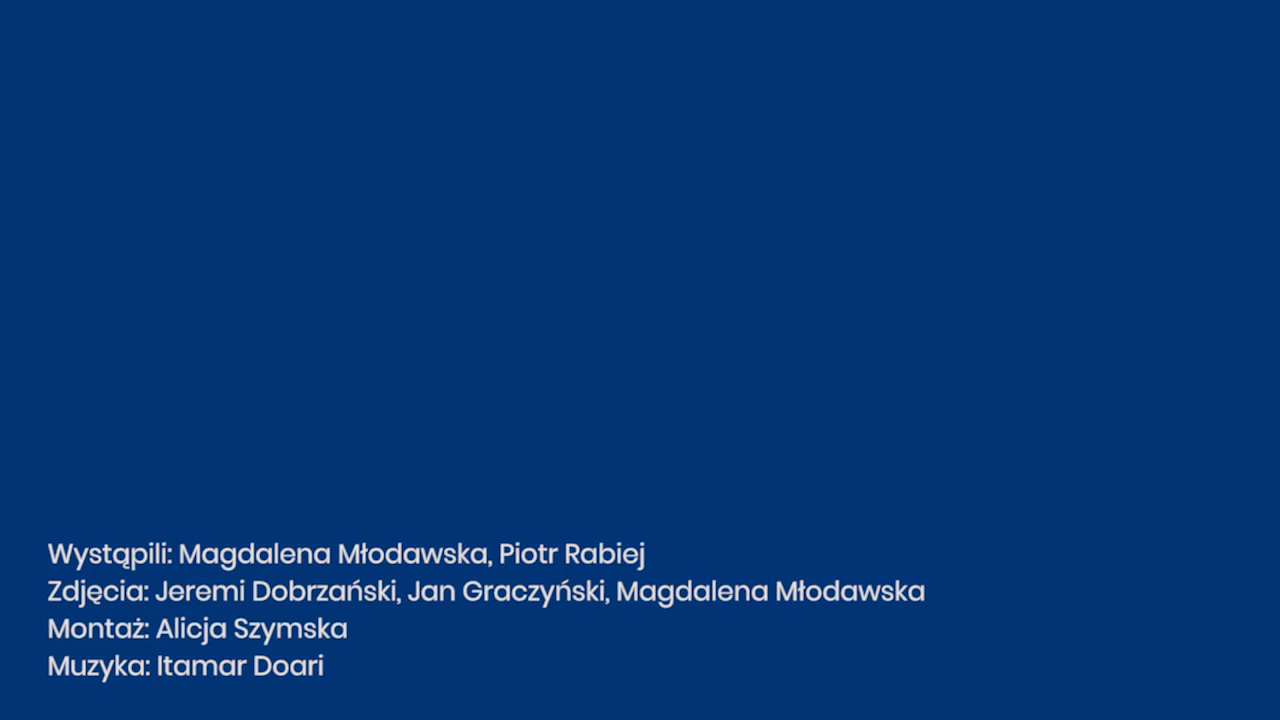 Wystąpili: Magdalena Młodawska, Piotr Rabiej
Zdjęcia: Jeremi Dobrzański, Jan Graczyński, Magdalena Młodawska
Montaż: Alicja Szymska
Muzyka: Itamar Doari